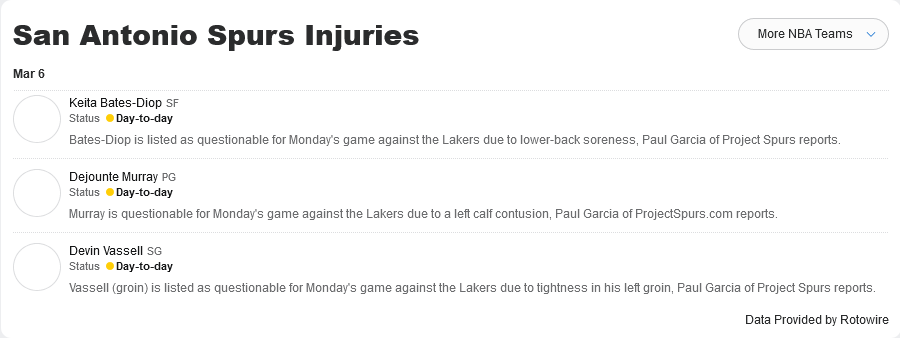 San Antonio Spurs Injuries
More NBA Teams
Mar 6
Keita Bates-Diop SF
Status Day-to-day
Bates-Diop is listed as questionable for Monday's game against the Lakers due to lower-back soreness, Paul Garcia of Project Spurs reports.
Dejounte Murray PG
Status Day-to-day
Murray is questionable for Monday's game against the Lakers due to a left calf contusion, Paul Garcia of ProjectSpurs.com reports.
Devin Vassell SG
Status Day-to-day
Vassell (groin) is listed as questionable for Monday's game against the Lakers due to tightness in his left groin, Paul Garcia of Project Spurs reports.
Data Provided by Rotowire